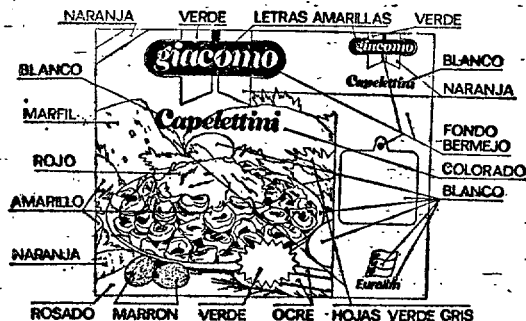 NARANJA VERDE LETRAS AMARILLAS VERDE
giacomo giacomo
BLANCO
BLANCO Capelettini
NARANJA
MARFIL Capelettini
FONDO
BERMEJO
ROJO
COLORADO
BLANCO
AMARILLO
NARANJA
Euroalim
ROSADO MARRON VERDE OCRE HOJAS VERDE GRIS